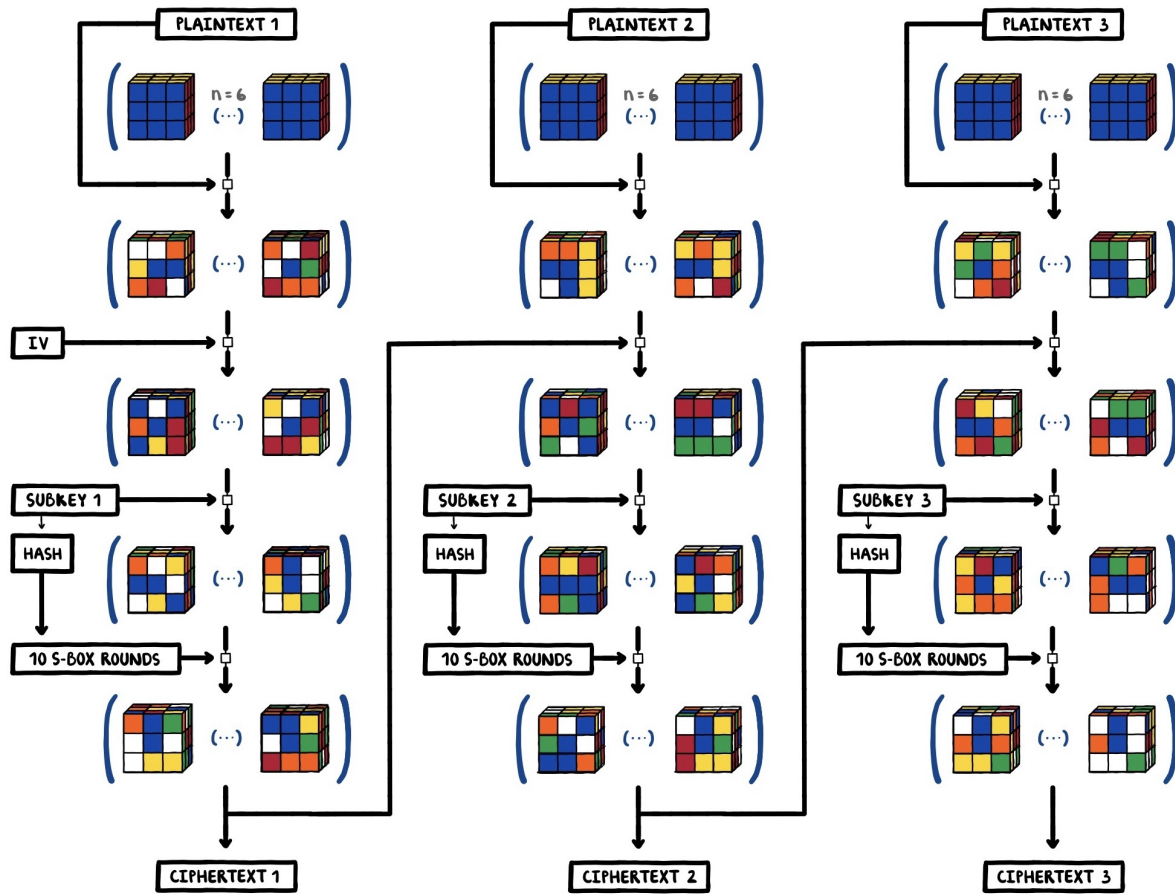 PLAINTEXT 1
PLAINTEXT 2
PLAINTEXT 3
n=6
(...)
n=6
(...)
n=6
(...)
(...)
(...)
(...)
IV
(...)
(...)
(...)
SUBKEY 1
SUBKEY 2
SUBKEY 3
HASH
(...)
HASH
(...)
HASH
(...)
10 S-BOX ROUNDS
10 S-BOX ROUNDS
10 S-BOX ROUNDS
(...)
(...)
(...)
CIPHERTEXT 1
CIPHERTEXT 2
CIPHERTEXT 3